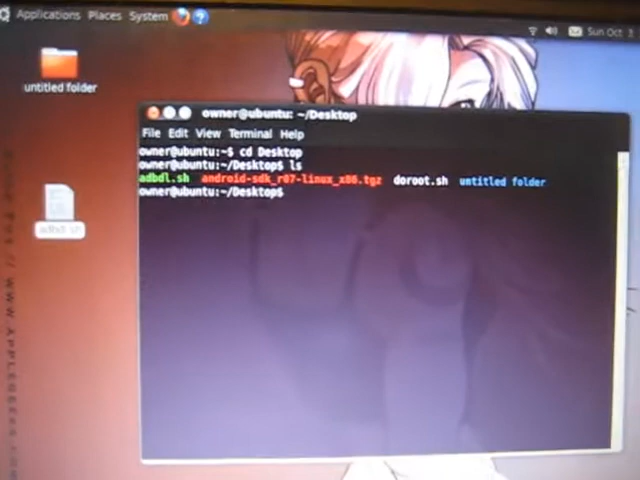 Applications Places System
Sun Oct 3
untitled folder
owner@ubuntu: ~/Desktop
File Edit View Terminal Help
owner@ubuntu:~$ cd Desktop
owner@ubuntu:~/Desktop$ ls
adbdl.sh android-sdk_r07-linux_x86.tgz doroot.sh untitled folder
owner@ubuntu:~/Desktop$
adbdl.sh